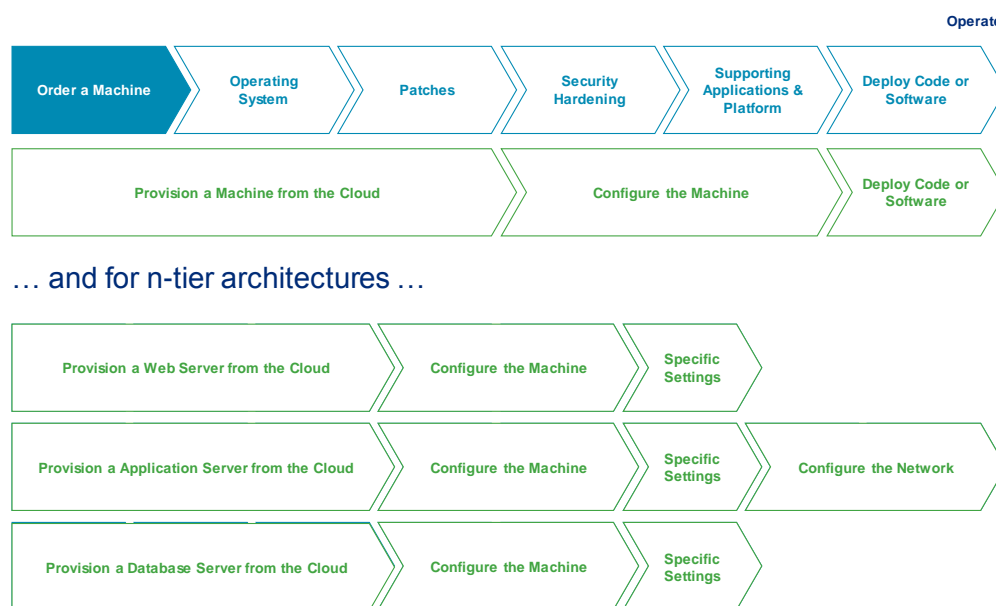 Operate
Order a Machine
Operating
System
Patches
Security
Hardening
Supporting
Applications &
Platform
Deploy Code or
Software
Provision a Machine from the Cloud
Configure the Machine
Deploy Code or
Software
… and for n-tier architectures …
Provision a Web Server from the Cloud
Configure the Machine
Specific
Settings
Provision a Application Server from the Cloud
Configure the Machine
Specific
Settings
Configure the Network
Provision a Database Server from the Cloud
Configure the Machine
Specific
Settings